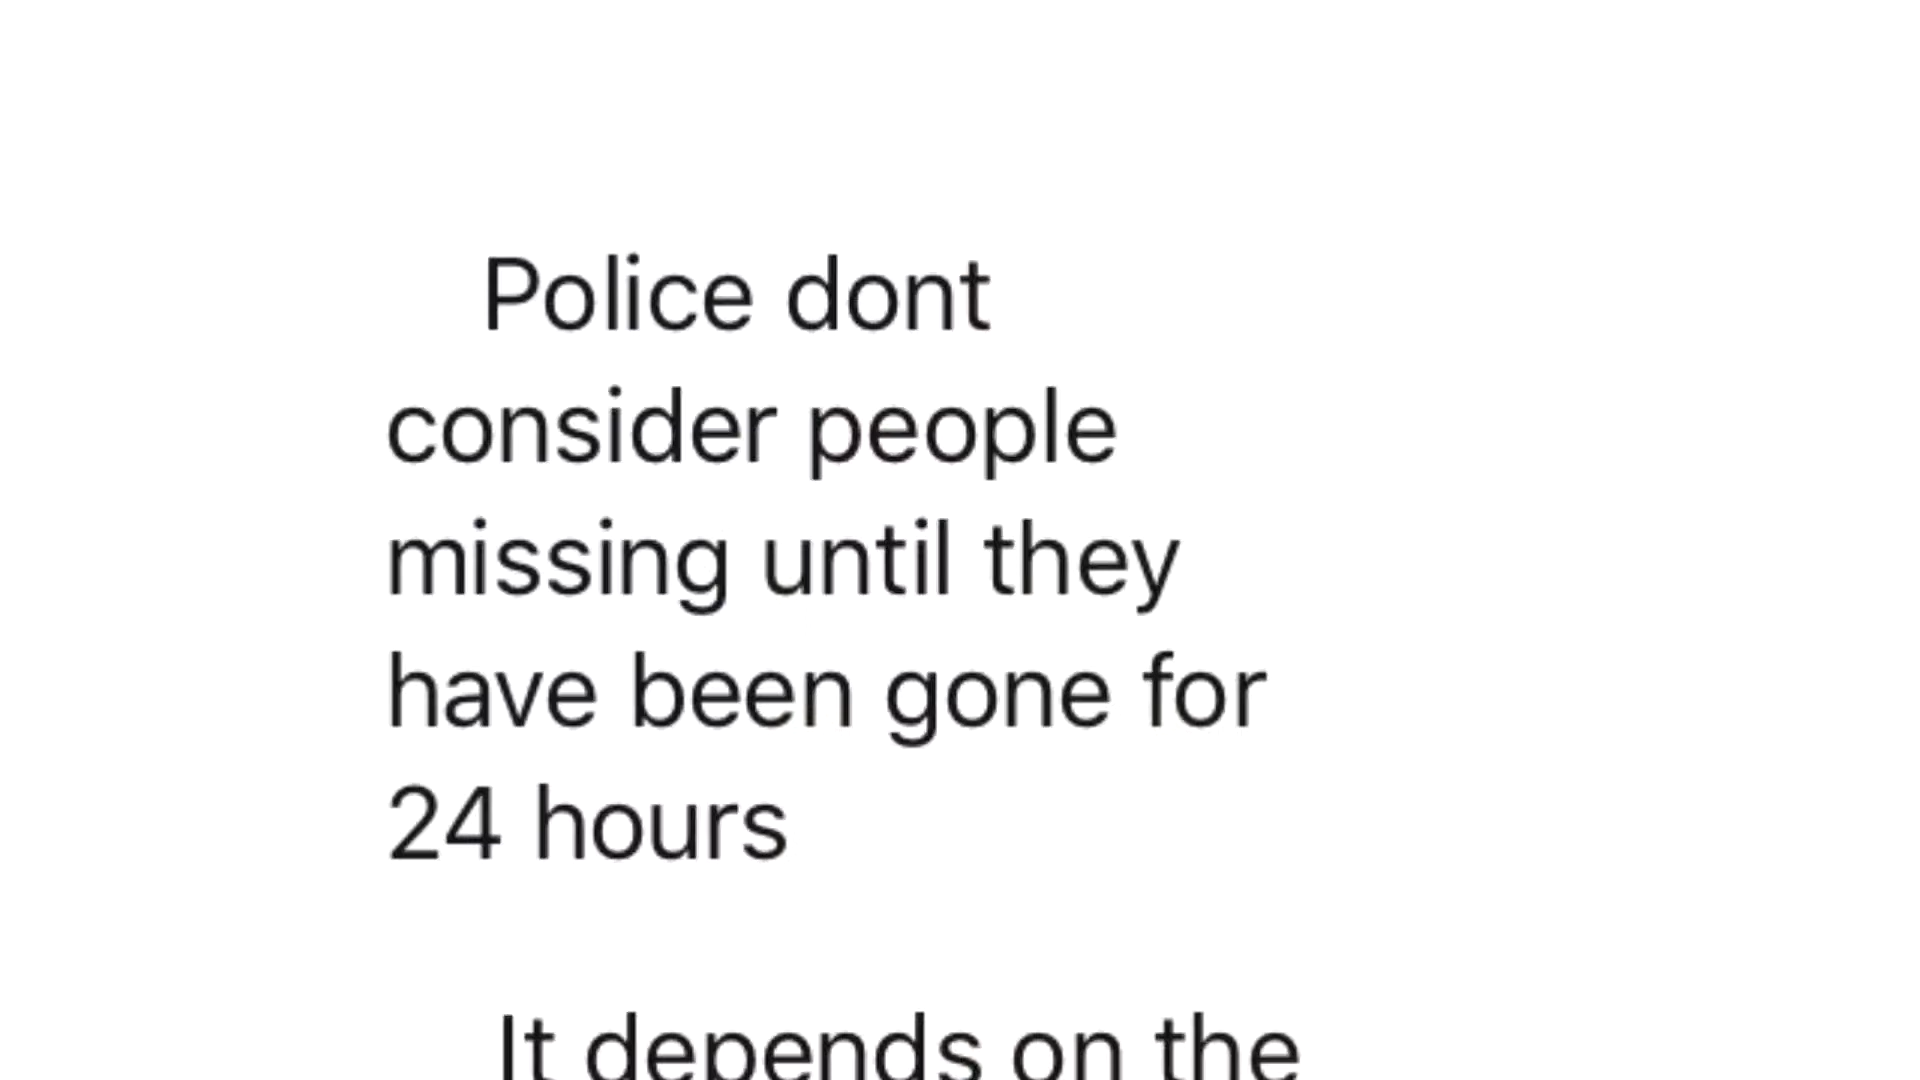 Police dont
consider people
missing until they
have been gone for
24 hours
It depends on the